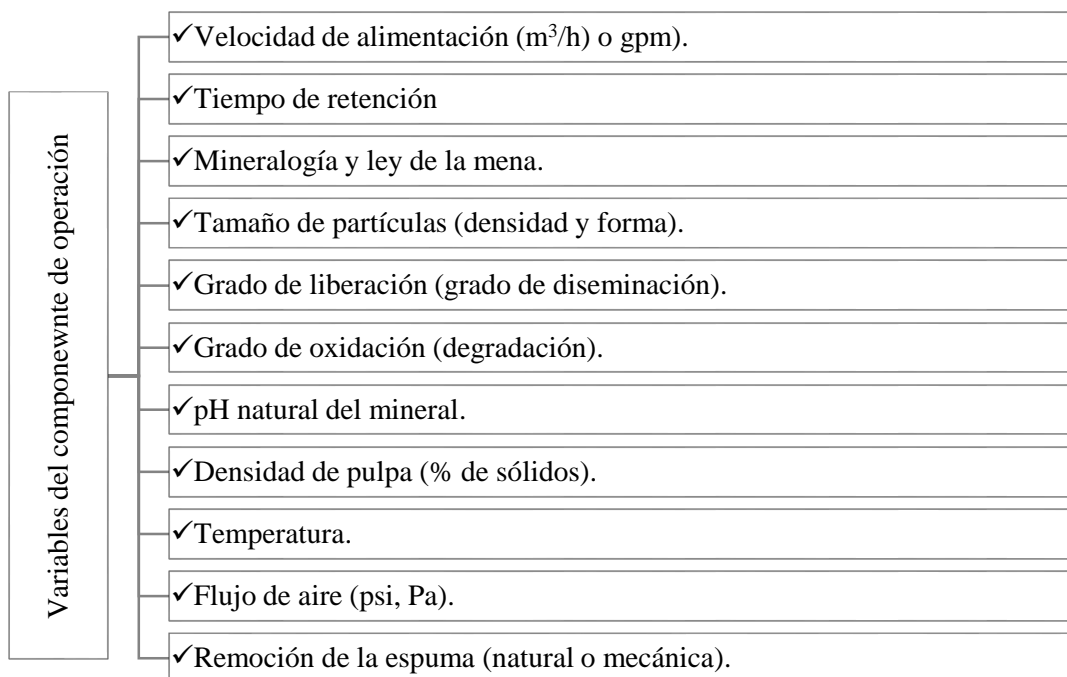 Variables del componewnte de operación
✓Velocidad de alimentación (m³/h) o gpm).
✓Tiempo de retención
✓Mineralogía y ley de la mena.
✓Tamaño de partículas (densidad y forma).
✓Grado de liberación (grado de diseminación).
✓Grado de oxidación (degradación).
✓pH natural del mineral.
✓Densidad de pulpa (% de sólidos).
✓Temperatura.
✓Flujo de aire (psi, Pa).
✓Remoción de la espuma (natural o mecánica).